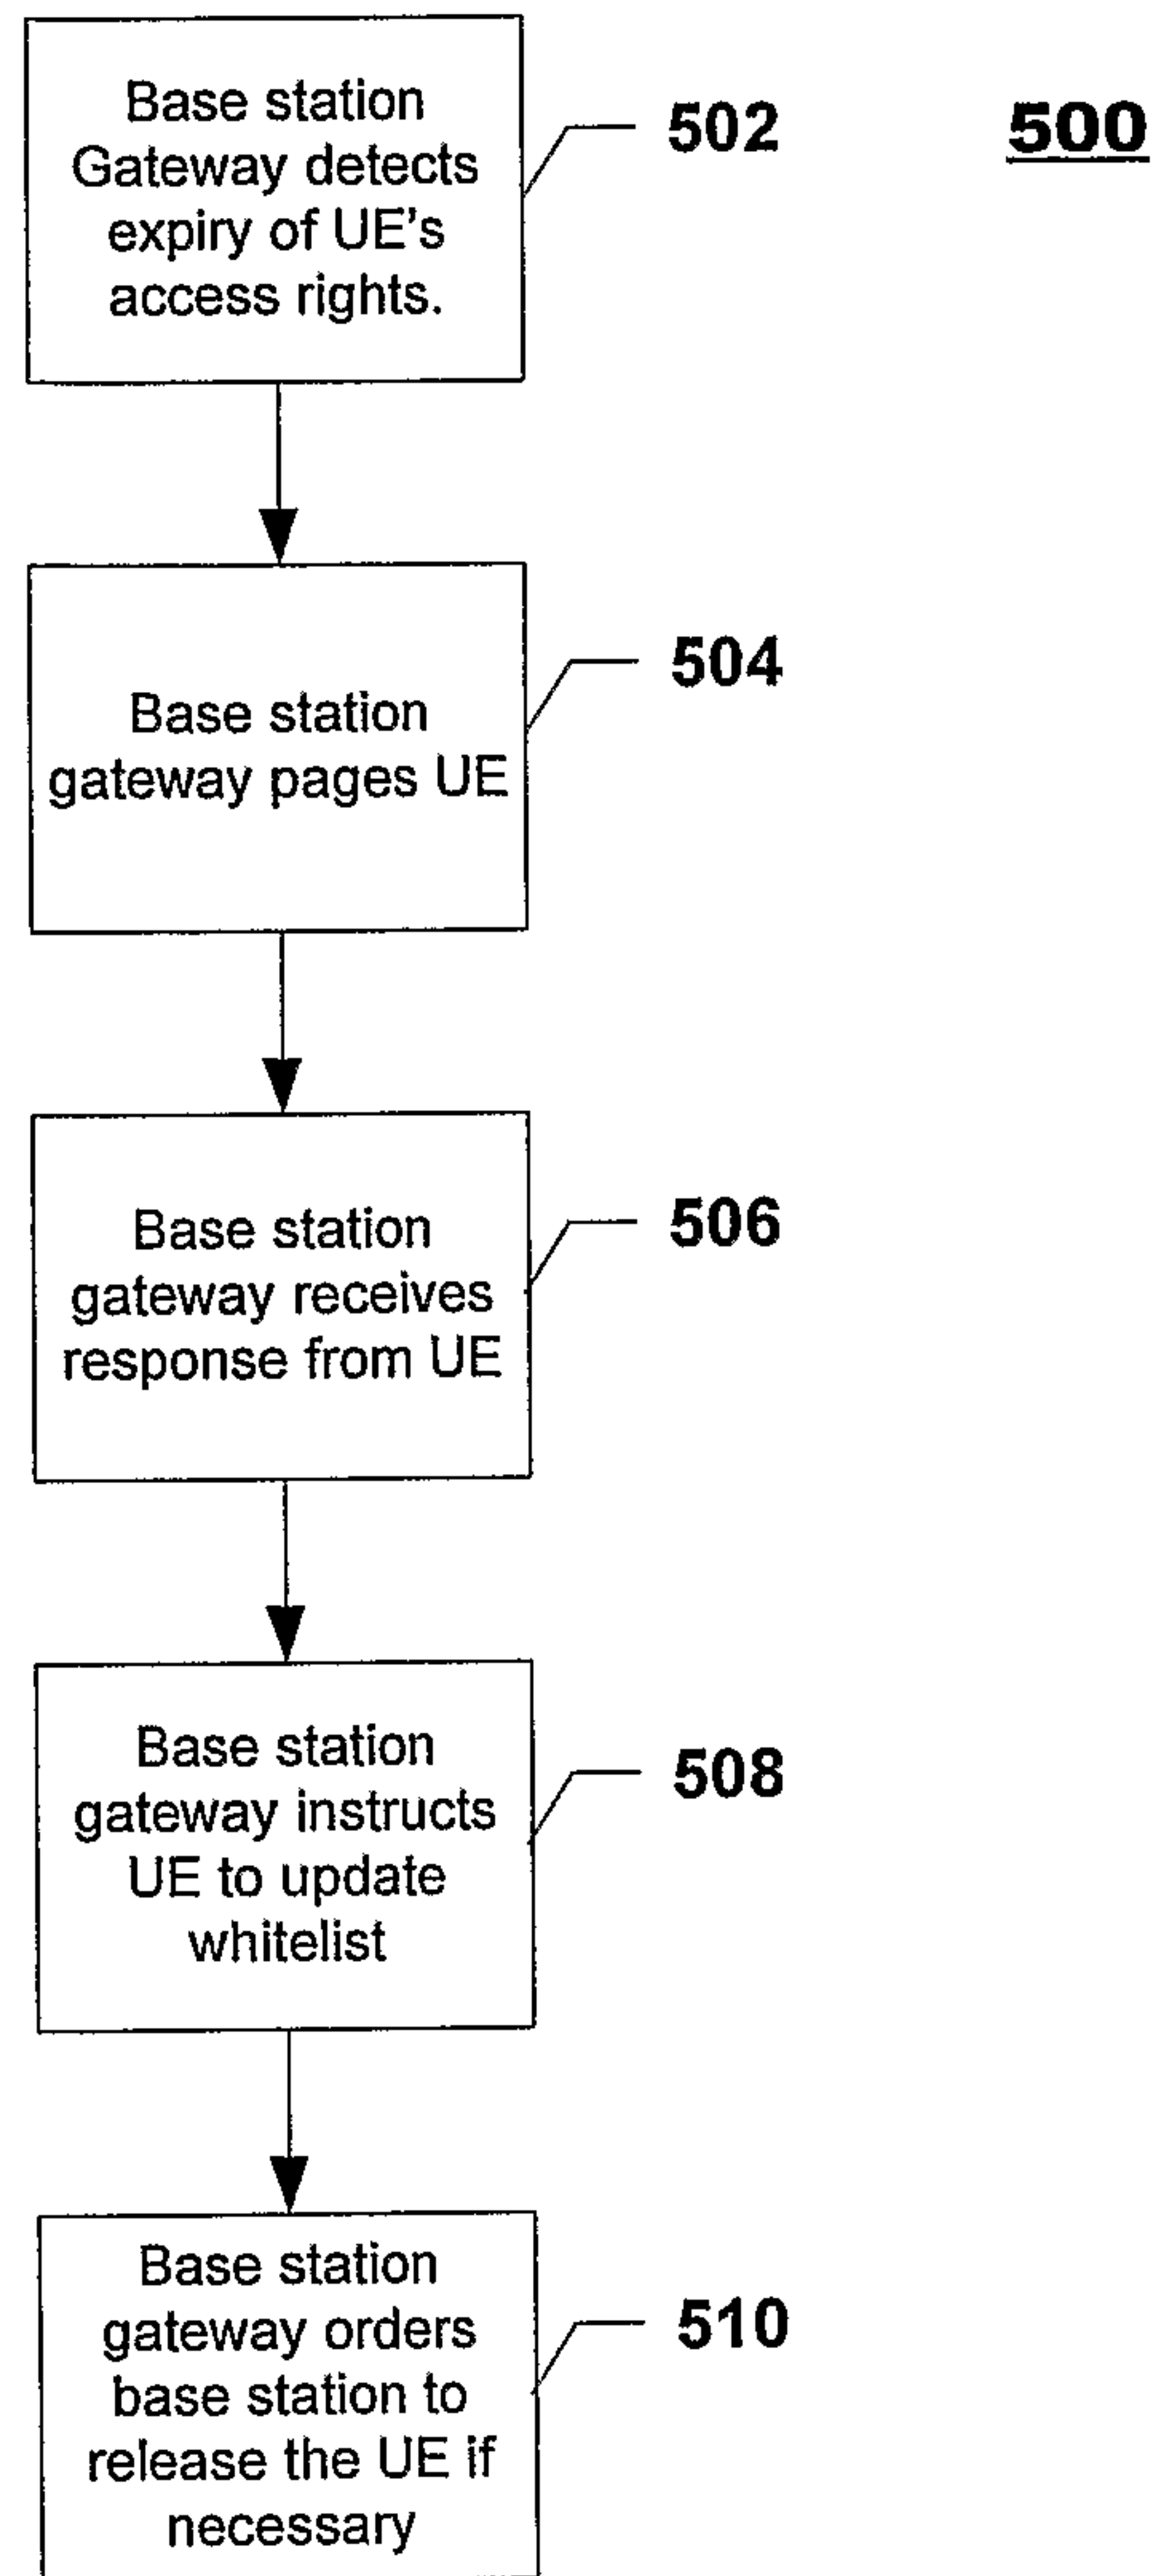 Base station
Gateway detects
expiry of UE's
access rights.
502
500
Base station
gateway pages UE
504
Base station
gateway receives
response from UE
506
Base station
gateway instructs
UE to update
whitelist
508
Base station
gateway orders
base station to
release the UE if
necessary
510